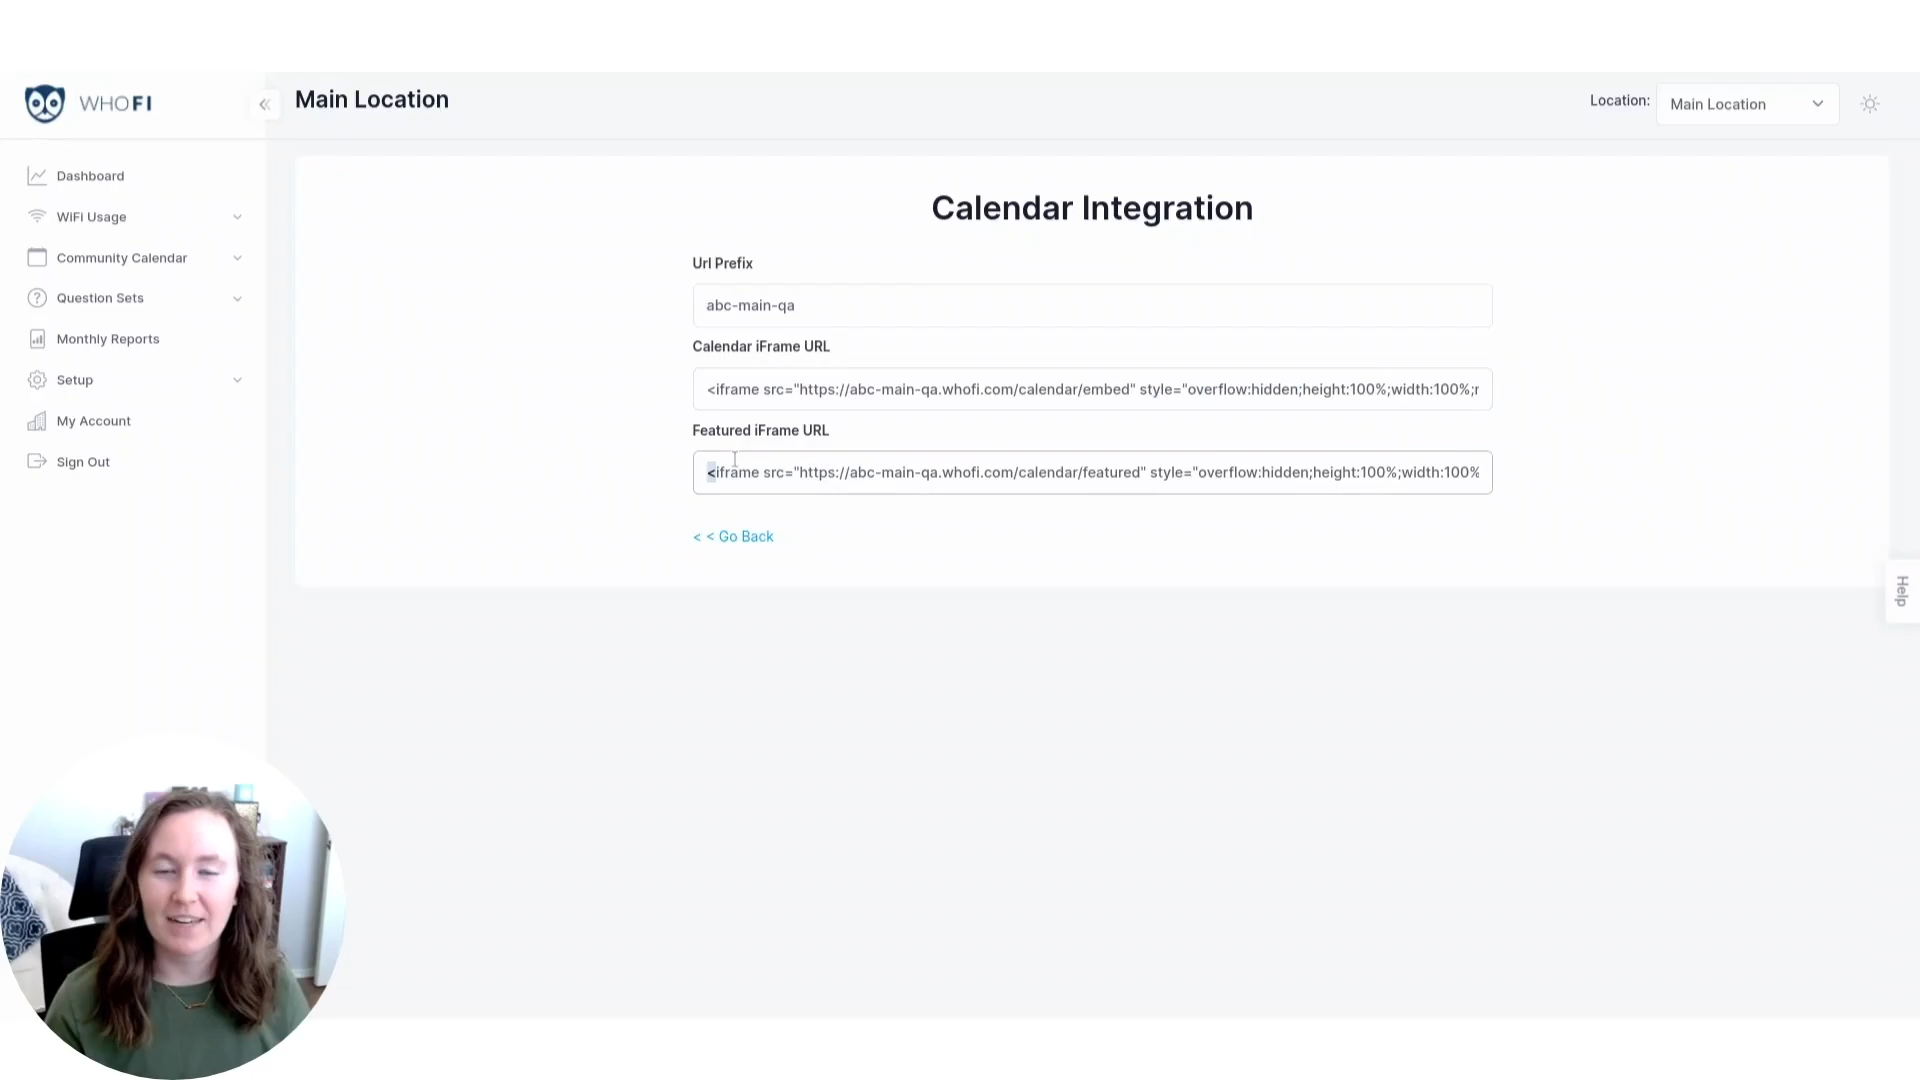 WHOFI
Main Location
Location:
Main Location
Dashboard
WiFi Usage
Community Calendar
Question Sets
Monthly Reports
Setup
My Account
Sign Out
Calendar Integration
Url Prefix
abc-main-qa
Calendar iFrame URL
<iframe src="https://abc-main-qa.whofi.com/calendar/embed" style="overflow:hidden;height:100%;width:100%;r
Featured iFrame URL
<iframe src="https://abc-main-qa.whofi.com/calendar/featured" style="overflow:hidden;height:100%;width:100%
< < Go Back
Help